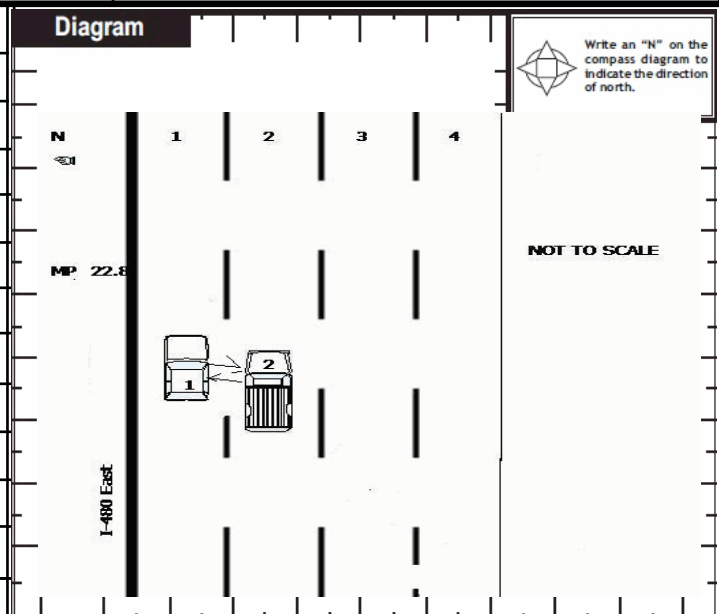 Diagram
Write an “N” on the
compass diagram to
indicate the direction
of north.
N
1 2 3 4
NOT TO SCALE
MP 22.8
2
1
I-480 East